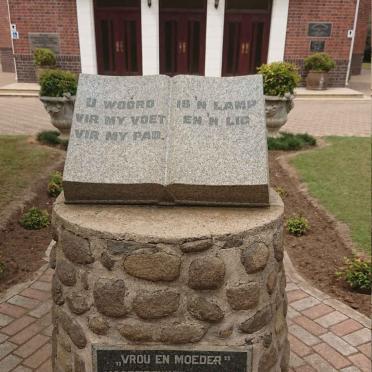 U WOORD
VIR MY VOET
VIR MY PAD.
IS 'N LAMP
EN 'N LIG
„VROU EN MOEDER"